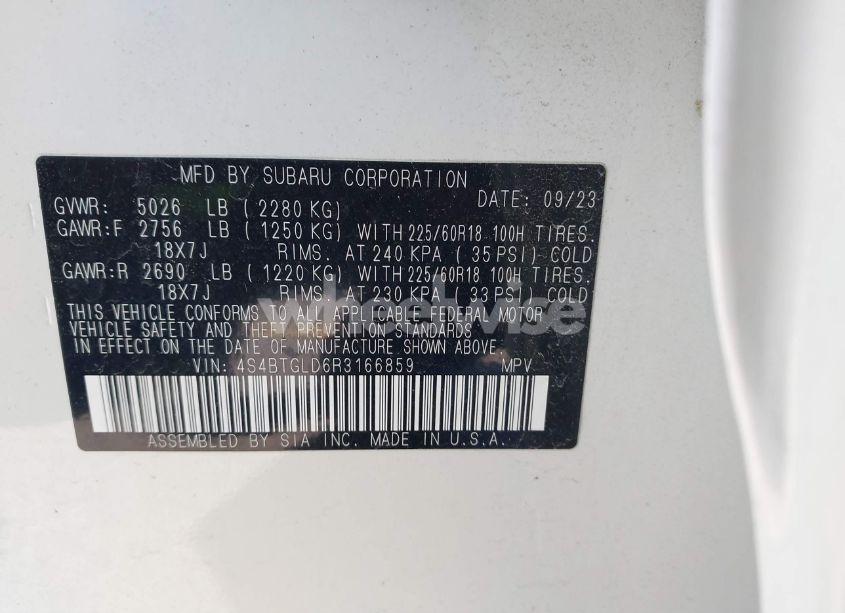 MFD BY SUBARU CORPORATION
DATE: 09/23
GVWR: 5026 LB ( 2280 KG)
GAWR:F 2756 LB ( 1250 KG) WITH 225/60R18 100H TIRES.
18X7J RIMS. AT 240 KPA ( 35 PSI) COLD
GAWR:R 2690 LB ( 1220 KG) WITH 225/60R18 100H TIRES.
18X7J RIMS. AT 230 KPA ( 33 PSI) COLD
THIS VEHICLE CONFORMS TO ALL APPLICABLE FEDERAL MOTOR
VEHICLE SAFETY AND THEFT PREVENTION STANDARDS
IN EFFECT ON THE DATE OF MANUFACTURE SHOWN ABOVE.
VIN: 4S4BTGLD6R3166859 MPV
ASSEMBLED BY SIA INC. MADE IN U.S.A.
wheelwise